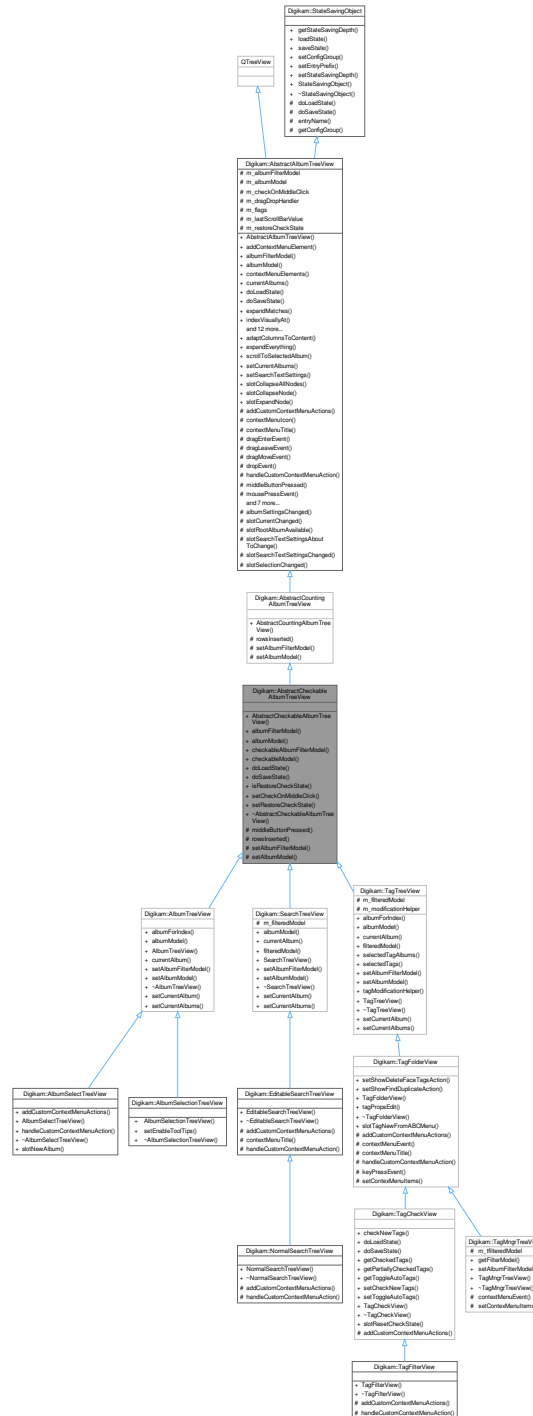 Digikam::StateSavingObject
+ getStateSavingDepth()
+ loadState()
+ saveState()
+ setConfigGroup()
+ setEntryPrefix()
+ setStateSavingDepth()
+ StateSavingObject()
+ ~StateSavingObject()
# doLoadState()
# doSaveState()
# entryName()
# getConfigGroup()
QTreeView
Digikam::AbstractAlbumTreeView
# m_albumFilterModel
# m_albumModel
# m_checkOnMiddleClick
# m_dragDropHandler
# m_flags
# m_lastScrollBarValue
# m_restoreCheckState
+ AbstractAlbumTreeView()
+ addContextMenuElement()
+ albumFilterModel()
+ albumModel()
+ contextMenuElements()
+ currentAlbums()
+ doLoadState()
+ doSaveState()
+ expandMatches()
+ indexVisuallyAt()
and 12 more...
+ adaptColumnsToContent()
+ expandEverything()
+ scrollToSelectedAlbum()
+ setCurrentAlbums()
+ setSearchTextSettings()
+ slotCollapseAllNodes()
+ slotCollapseNode()
+ slotExpandNode()
# addCustomContextMenuActions()
# contextMenuIcon()
# contextMenuTitle()
# dragEnterEvent()
# dragLeaveEvent()
# dragMoveEvent()
# dropEvent()
# handleCustomContextMenuAction()
# middleButtonPressed()
# mousePressEvent()
and 7 more...
# albumSettingsChanged()
# slotCurrentChanged()
# slotRootAlbumAvailable()
# slotSearchTextSettingsAbout
ToChange()
# slotSearchTextSettingsChanged()
# slotSelectionChanged()
Digikam::AbstractCounting
AlbumTreeView
+ AbstractCountingAlbumTree
View()
# rowsInserted()
# setAlbumFilterModel()
# setAlbumModel()
Digikam::AbstractCheckable
AlbumTreeView
+ AbstractCheckableAlbumTree
View()
+ albumFilterModel()
+ albumModel()
+ checkableAlbumFilterModel()
+ checkableModel()
+ doLoadState()
+ doSaveState()
+ isRestoreCheckState()
+ setCheckOnMiddleClick()
+ setRestoreCheckState()
+ ~AbstractCheckableAlbumTree
View()
# middleButtonPressed()
# rowsInserted()
# setAlbumFilterModel()
# setAlbumModel()
Digikam::AlbumTreeView
+ albumForIndex()
+ albumModel()
+ AlbumTreeView()
+ currentAlbum()
+ setAlbumFilterModel()
+ setAlbumModel()
+ ~AlbumTreeView()
+ setCurrentAlbum()
+ setCurrentAlbums()
Digikam::SearchTreeView
# m_filteredModel
+ albumModel()
+ currentAlbum()
+ filteredModel()
+ SearchTreeView()
+ setAlbumFilterModel()
+ setAlbumModel()
+ ~SearchTreeView()
+ setCurrentAlbum()
+ setCurrentAlbums()
Digikam::TagTreeView
# m_filteredModel
# m_modificationHelper
+ albumForIndex()
+ albumModel()
+ currentAlbum()
+ filteredModel()
+ selectedTagAlbums()
+ selectedTags()
+ setAlbumFilterModel()
+ setAlbumModel()
+ tagModificationHelper()
+ TagTreeView()
+ ~TagTreeView()
+ setCurrentAlbum()
+ setCurrentAlbums()
Digikam::AlbumSelectTreeView
+ addCustomContextMenuActions()
+ AlbumSelectTreeView()
+ handleCustomContextMenuAction()
+ ~AlbumSelectTreeView()
+ slotNewAlbum()
Digikam::AlbumSelectionTreeView
+ AlbumSelectionTreeView()
+ setEnableToolTips()
+ ~AlbumSelectionTreeView()
Digikam::EditableSearchTreeView
+ EditableSearchTreeView()
+ ~EditableSearchTreeView()
# addCustomContextMenuActions()
# contextMenuTitle()
# handleCustomContextMenuAction()
Digikam::TagFolderView
+ setShowDeleteFaceTagsAction()
+ setShowFindDuplicateAction()
+ TagFolderView()
+ tagPropsEdit()
+ ~TagFolderView()
+ slotTagNewFromABCMenu()
# addCustomContextMenuActions()
# contextMenuEvent()
# contextMenuTitle()
# handleCustomContextMenuAction()
# keyPressEvent()
# setContexMenuItems()
Digikam::NormalSearchTreeView
+ NormalSearchTreeView()
+ ~NormalSearchTreeView()
# addCustomContextMenuActions()
# handleCustomContextMenuAction()
Digikam::TagCheckView
+ checkNewTags()
+ doLoadState()
+ doSaveState()
+ getCheckedTags()
+ getPartiallyCheckedTags()
+ getToggleAutoTags()
+ setCheckNewTags()
+ setToggleAutoTags()
+ TagCheckView()
+ ~TagCheckView()
+ slotResetCheckState()
# addCustomContextMenuActions()
Digikam::TagMngrTreeVie
# m_tfilteredModel
+ getFilterModel()
+ setAlbumFilterModel
+ TagMngrTreeView()
+ ~TagMngrTreeView()
# contextMenuEvent()
# setContexMenuItems
Digikam::TagFilterView
+ TagFilterView()
+ ~TagFilterView()
# addCustomContextMenuActions()
# handleCustomContextMenuAction()